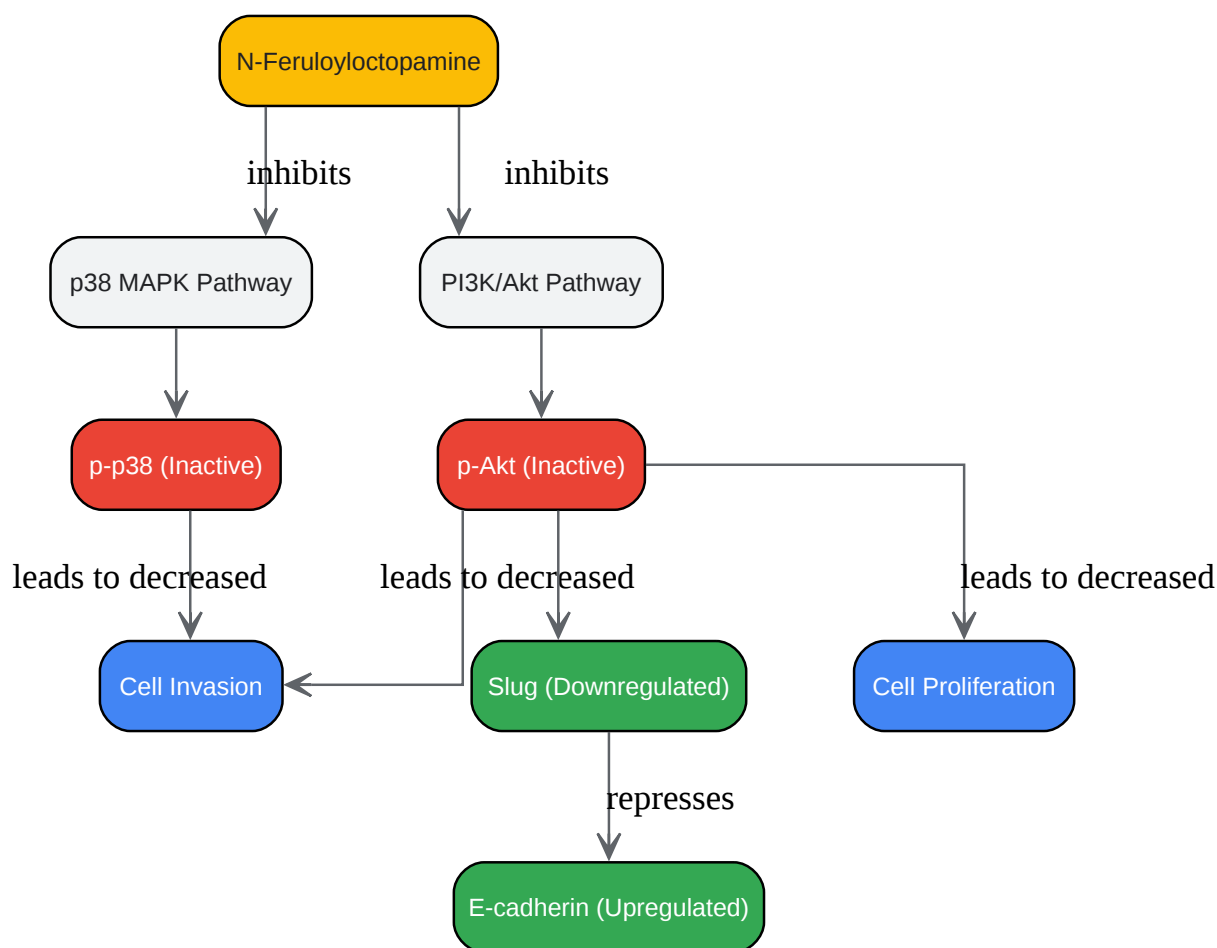 N-Feruloyloctopamine
inhibits
inhibits
p38 MAPK Pathway
PI3K/Akt Pathway
p-p38 (Inactive)
p-Akt (Inactive)
leads to decreased
leads to decreased
leads to decreased
Cell Invasion
Slug (Downregulated)
Cell Proliferation
represses
E-cadherin (Upregulated)